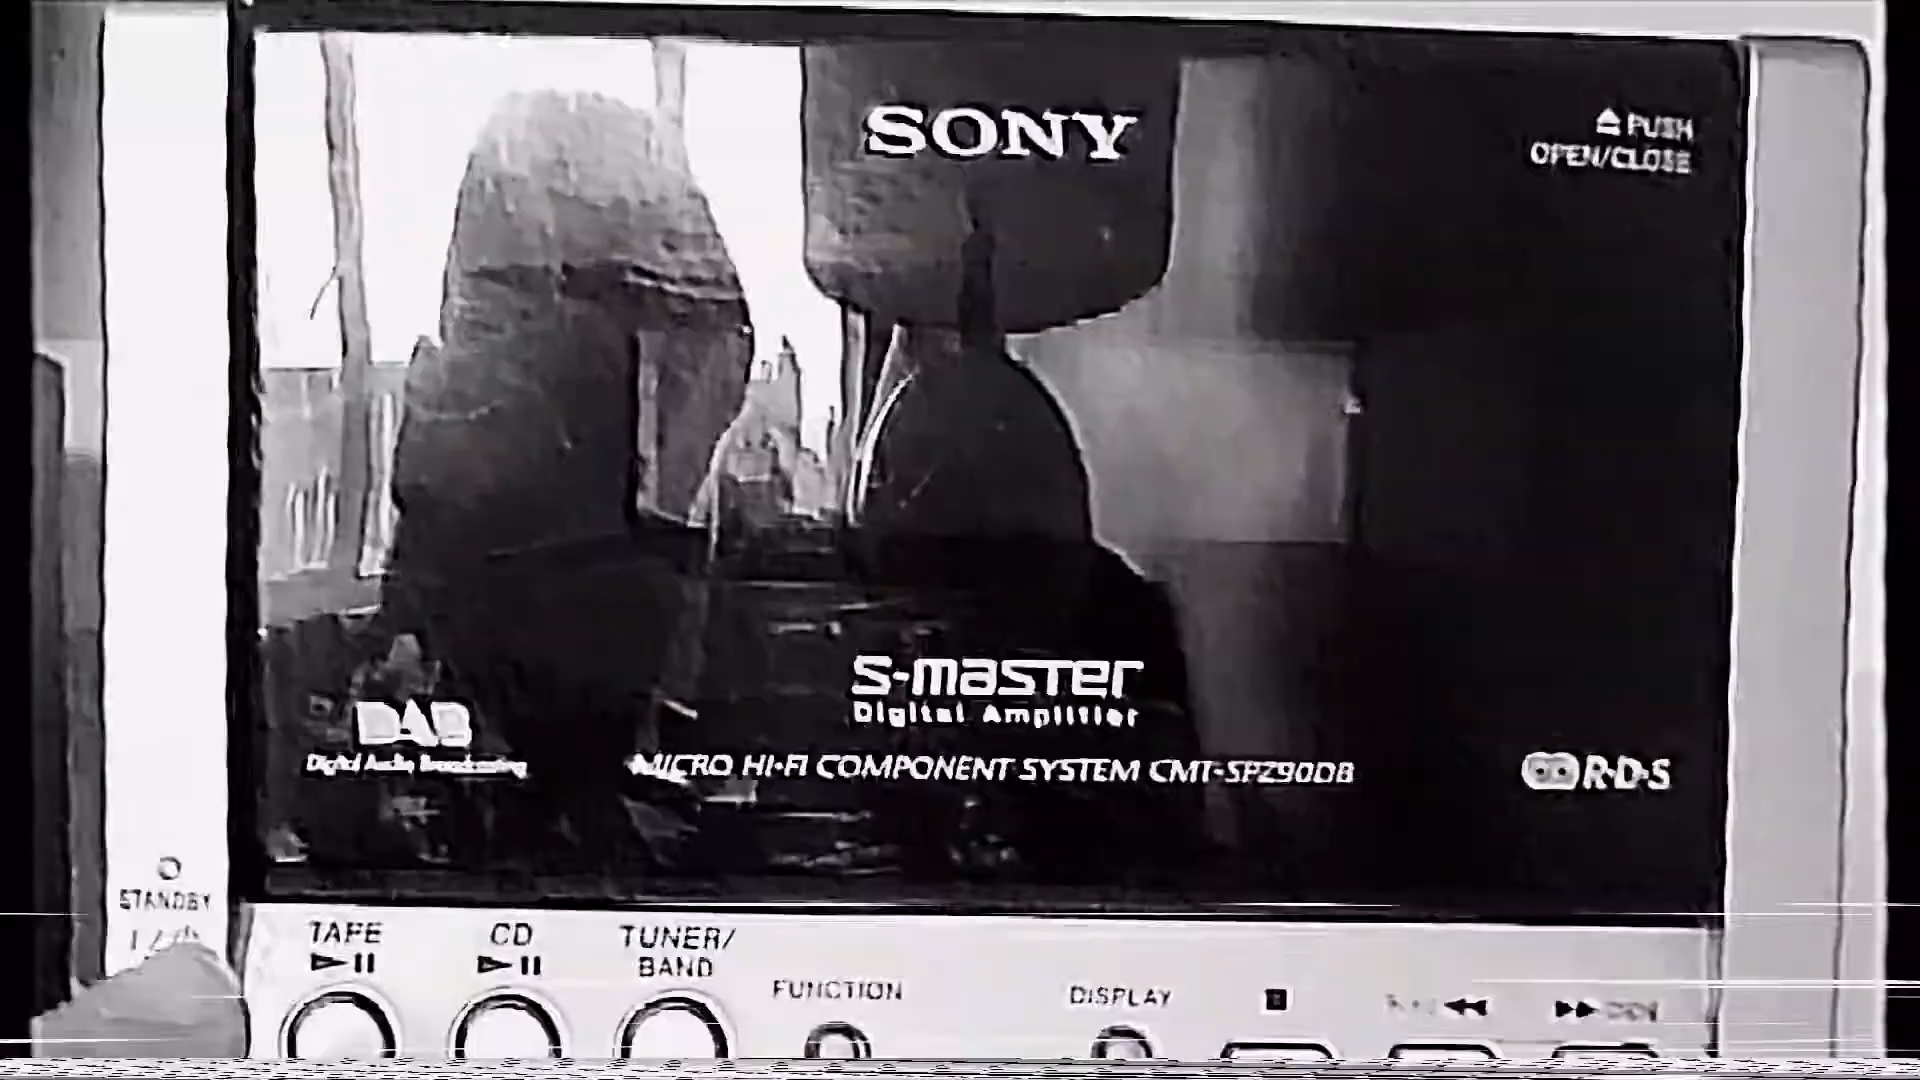 SONY
PUSH
OPEN/CLOSE
S-master
Digital Amplifier
DAB
Digital Audio Broadcasting
MICRO HI-FI COMPONENT SYSTEM CMT-SPZ90DB
R·D·S
STANDBY
TAPE
CD
TUNER/
BAND
FUNCTION
DISPLAY